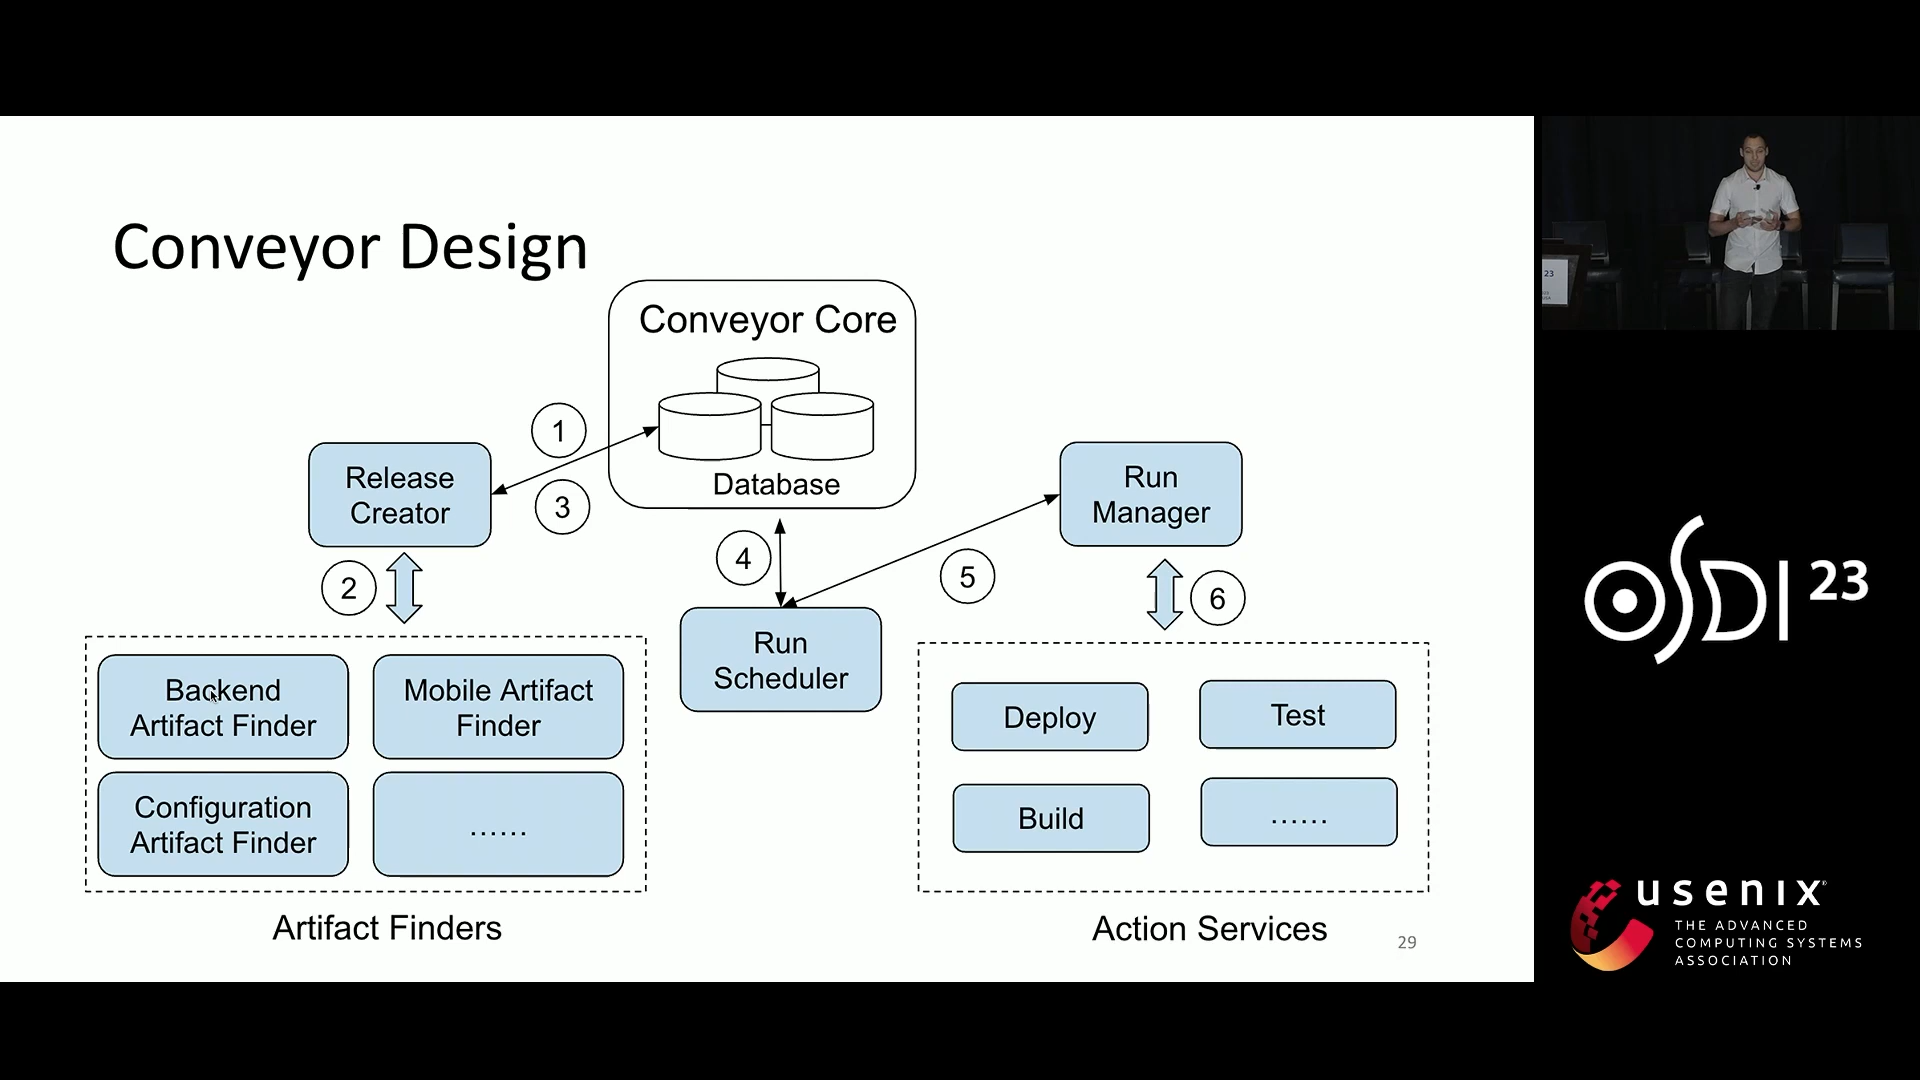 Conveyor Design
Conveyor Core
Database
1
3
Release
Creator
2
4
5
Run
Manager
6
Run
Scheduler
Backend
Artifact Finder
Mobile Artifact
Finder
Configuration
Artifact Finder
......
Artifact Finders
Deploy
Test
Build
......
Action Services
29
23
OSDI 23
usenix
THE ADVANCED
COMPUTING SYSTEMS
ASSOCIATION